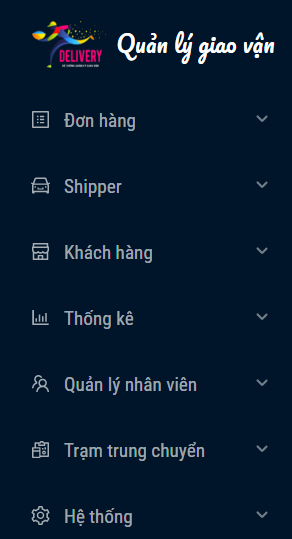 DELIVERY
Quản lý giao vận
Đơn hàng
Shipper
Khách hàng
Thống kê
Quản lý nhân viên
Trạm trung chuyển
Hệ thống